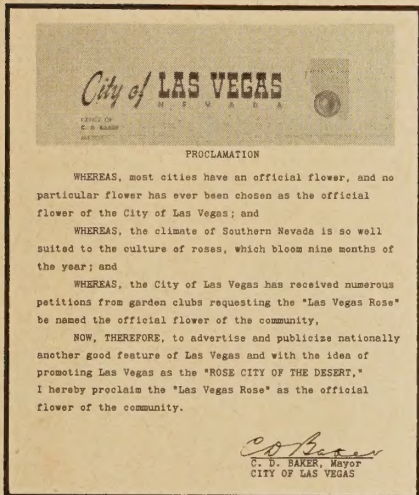 City of LAS VEGAS
NEVADA
OFFICE OF
C. D. BAKER
PROCLAMATION
WHEREAS, most cities have an official flower, and no
particular flower has ever been chosen as the official
flower of the City of Las Vegas; and
WHEREAS, the climate of Southern Nevada is so well
suited to the culture of roses, which bloom nine months of
the year; and
WHEREAS, the City of Las Vegas has received numerous
petitions from garden clubs requesting the "Las Vegas Rose"
be named the official flower of the community,
NOW, THEREFORE, to advertise and publicize nationally
another good feature of Las Vegas and with the idea of
promoting Las Vegas as the "ROSE CITY OF THE DESERT,"
I hereby proclaim the "Las Vegas Rose" as the official
flower of the community.
C D Baker
C. D. BAKER, Mayor
CITY OF LAS VEGAS